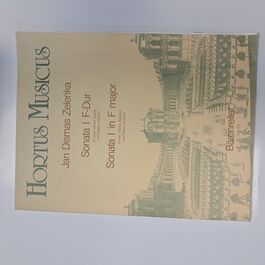 HORTUS MUSICUS
Jan Dismas Zelenka
Sonata I F-Dur
Sonata I in F major
Bärenreiter